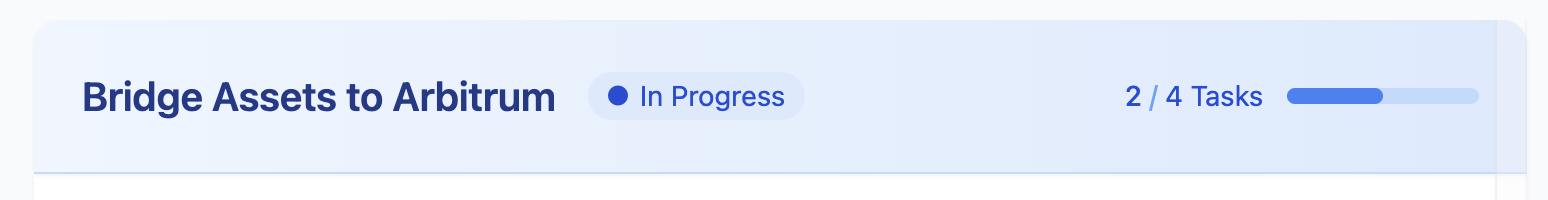 Bridge Assets to Arbitrum In Progress 2 / 4 Tasks